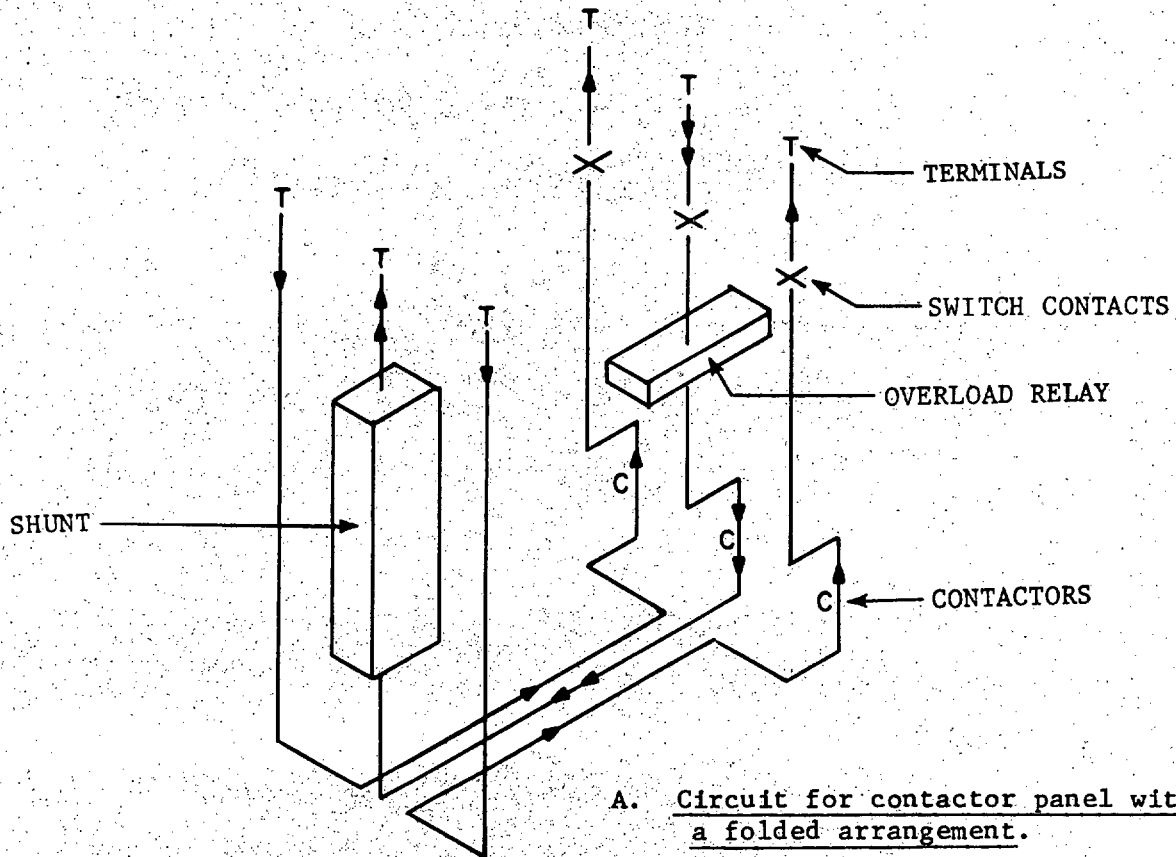 T
T
T
TERMINALS
T
T
SWITCH CONTACTS
T
OVERLOAD RELAY
C
SHUNT
C
C
CONTACTORS
A. Circuit for contactor panel wit
a folded arrangement.